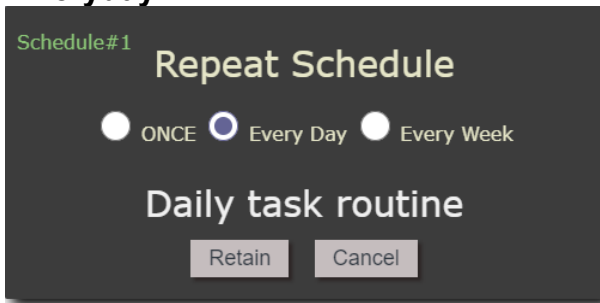 Schedule#1
Repeat Schedule
ONCE Every Day Every Week
Daily task routine
Retain Cancel